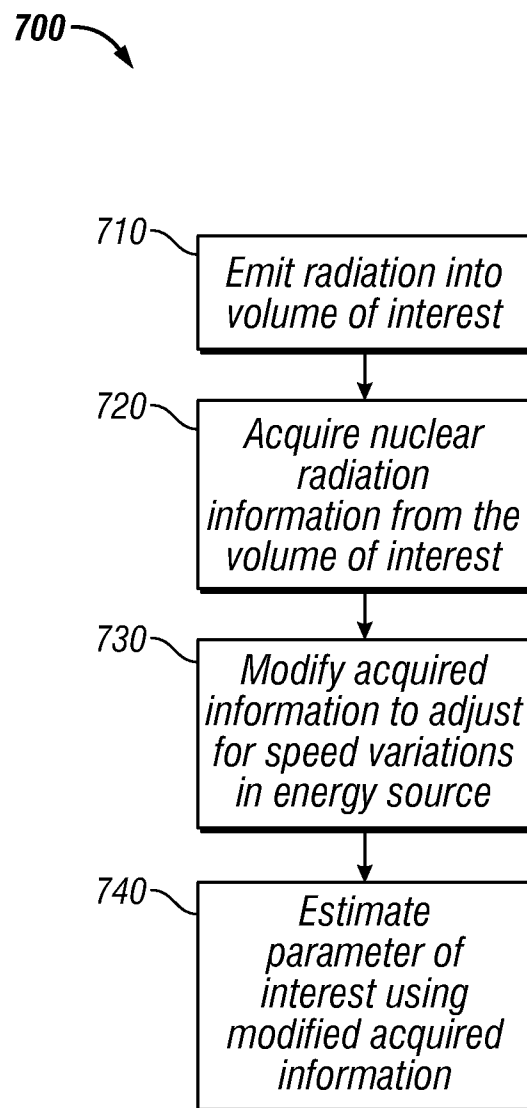 700
710
Emit radiation into
volume of interest
720
Acquire nuclear
radiation
information from the
volume of interest
730
Modify acquired
information to adjust
for speed variations
in energy source
740
Estimate
parameter of
interest using
modified acquired
information